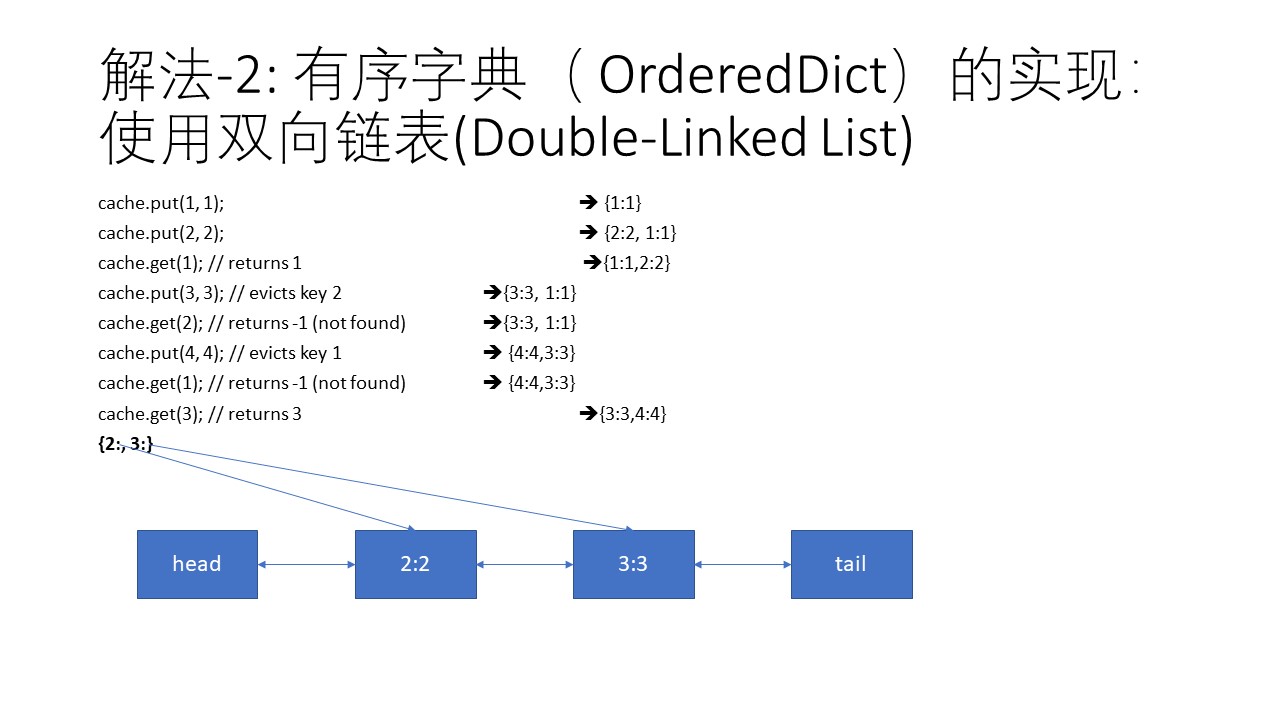 解法-2: 有序字典（ OrderedDict）的实现：
使用双向链表(Double-Linked List)
cache.put(1, 1); 🡺 {1:1}
cache.put(2, 2); 🡺 {2:2, 1:1}
cache.get(1); // returns 1 🡺{1:1,2:2}
cache.put(3, 3); // evicts key 2 🡺{3:3, 1:1}
cache.get(2); // returns -1 (not found) 🡺{3:3, 1:1}
cache.put(4, 4); // evicts key 1 🡺 {4:4,3:3}
cache.get(1); // returns -1 (not found) 🡺 {4:4,3:3}
cache.get(3); // returns 3 🡺{3:3,4:4}
{2:, 3:}
head 2:2 3:3 tail